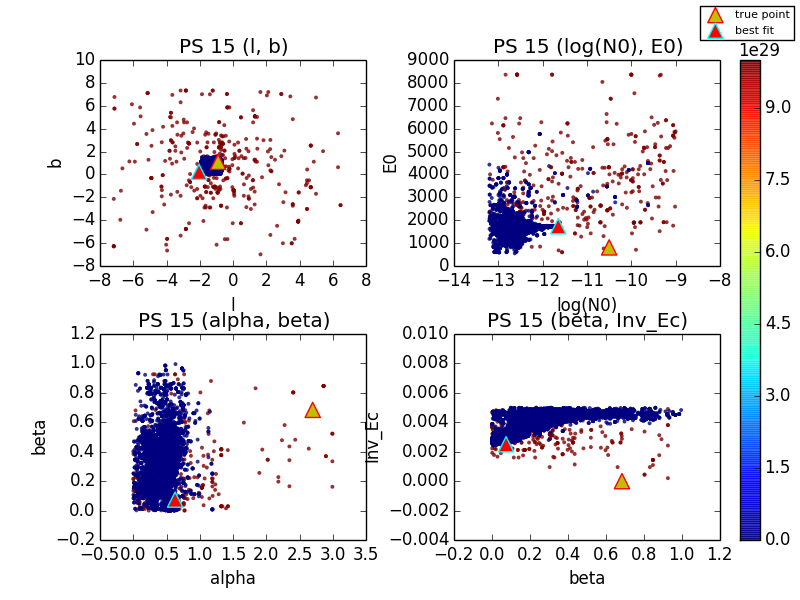 true point
best fit
1e29
PS 15 (l, b)
10
8
6
4
2
0
−2
−4
−6
−8
b
−8 −6 −4 −2 0 2 4 6 8
l
PS 15 (log(N0), E0)
9000
8000
7000
6000
5000
4000
3000
2000
1000
0
E0
−14 −13 −12 −11 −10 −9 −8
log(N0)
9.0
7.5
6.0
4.5
3.0
1.5
0.0
PS 15 (alpha, beta)
1.2
1.0
0.8
0.6
0.4
0.2
0.0
−0.2
beta
−0.5 0.0 0.5 1.0 1.5 2.0 2.5 3.0 3.5
alpha
PS 15 (beta, Inv_Ec)
0.010
0.008
0.006
0.004
0.002
0.000
−0.002
−0.004
Inv_Ec
−0.2 0.0 0.2 0.4 0.6 0.8 1.0 1.2
beta